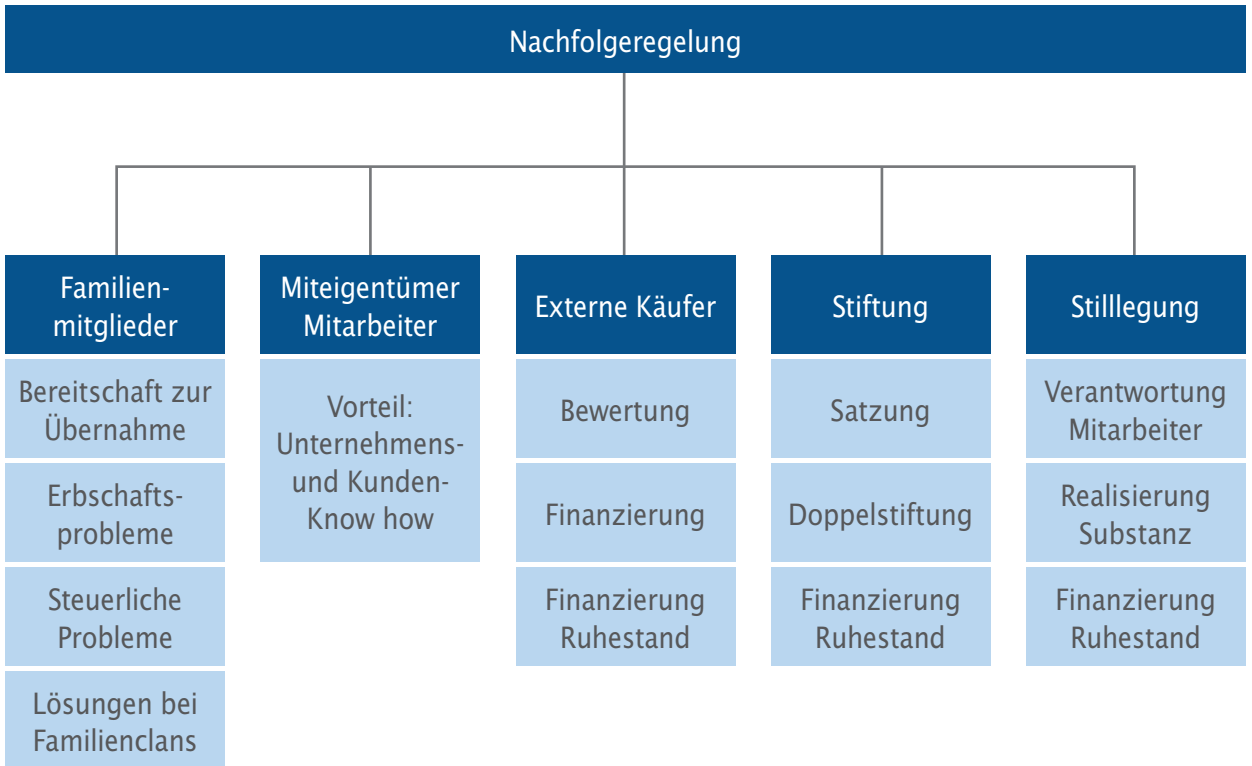 Nachfolgeregelung
Familien-
mitglieder
Bereitschaft zur
Übernahme
Erbschafts-
probleme
Steuerliche
Probleme
Lösungen bei
Familienclans
Miteigentümer
Mitarbeiter
Vorteil:
Unternehmens-
und Kunden-
Know how
Externe Käufer
Bewertung
Finanzierung
Finanzierung
Ruhestand
Stiftung
Satzung
Doppelstiftung
Finanzierung
Ruhestand
Stilllegung
Verantwortung
Mitarbeiter
Realisierung
Substanz
Finanzierung
Ruhestand